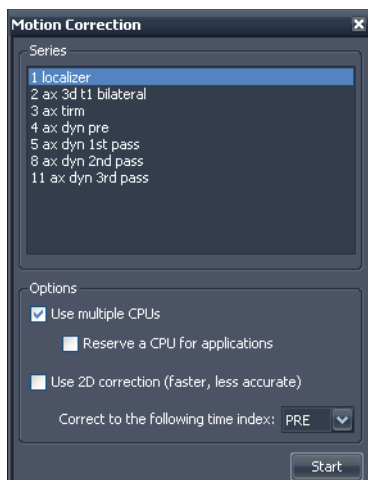 Motion Correction
Series
1 localizer
2 ax 3d t1 bilateral
3 ax tirm
4 ax dyn pre
5 ax dyn 1st pass
8 ax dyn 2nd pass
11 ax dyn 3rd pass
Options
Use multiple CPUs
Reserve a CPU for applications
Use 2D correction (faster, less accurate)
Correct to the following time index: PRE
Start